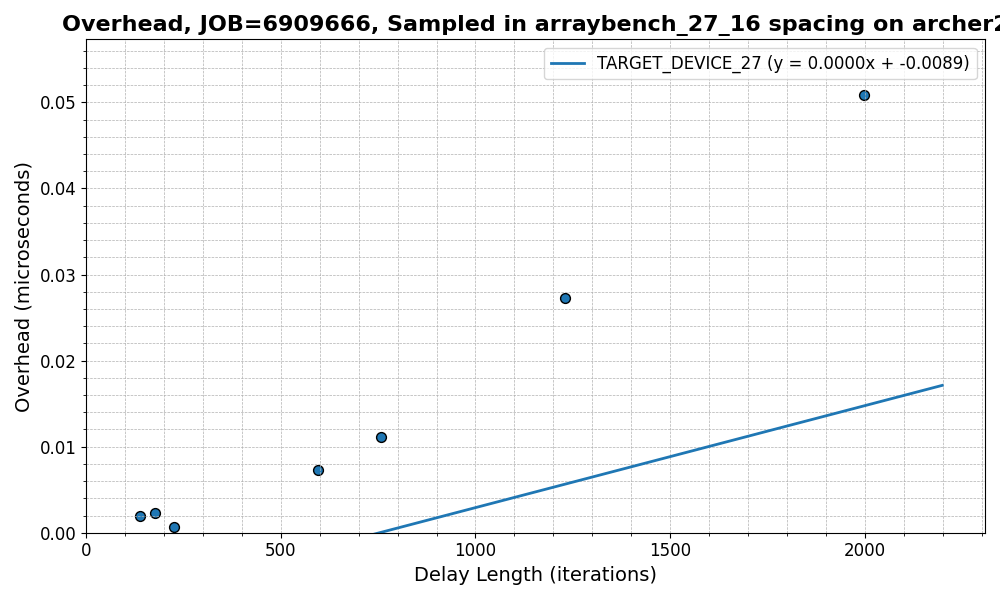 Overhead, JOB=6909666, Sampled in arraybench_27_16 spacing on archer2
TARGET_DEVICE_27 (y = 0.0000x + -0.0089)
Overhead (microseconds)
0.05
0.04
0.03
0.02
0.01
0.00
0 500 1000 1500 2000
Delay Length (iterations)